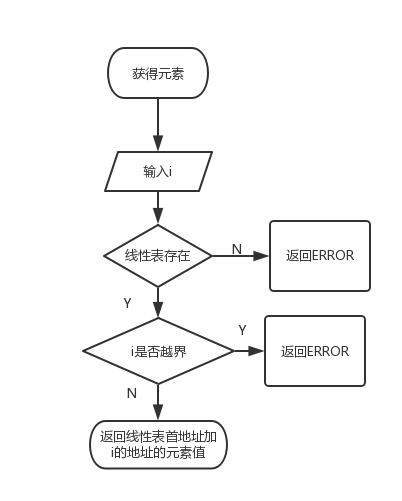 获得元素
输入i
线性表存在
N
返回ERROR
Y
i是否越界
Y
返回ERROR
N
返回线性表首地址加
i的地址的元素值